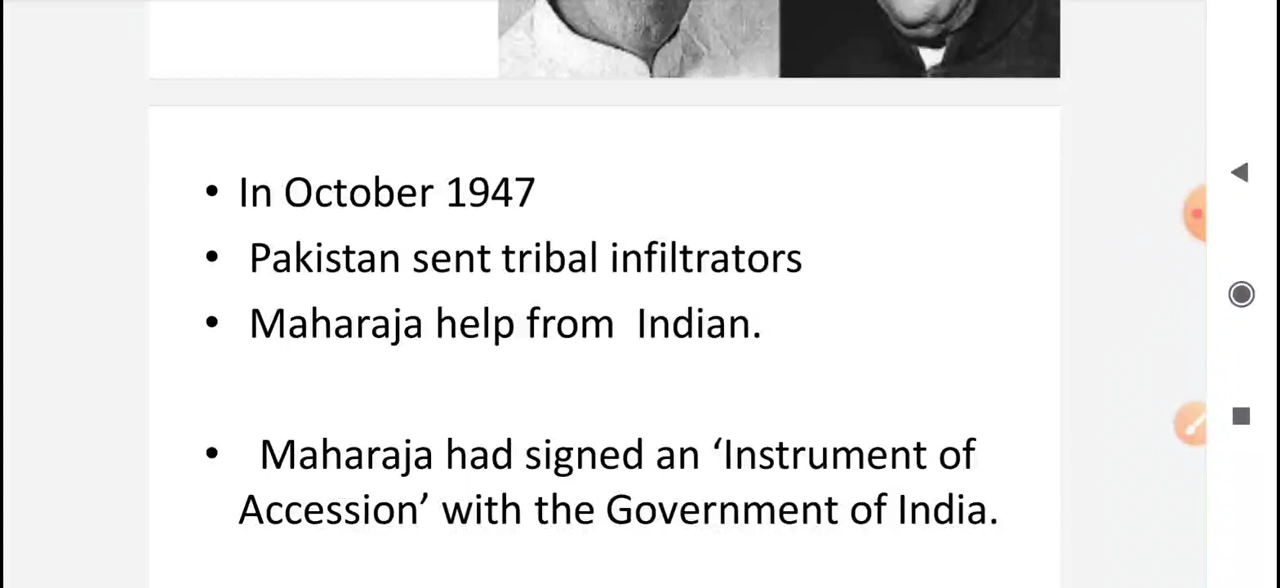 • In October 1947
• Pakistan sent tribal infiltrators
• Maharaja help from Indian.
• Maharaja had signed an ‘Instrument of
Accession’ with the Government of India.